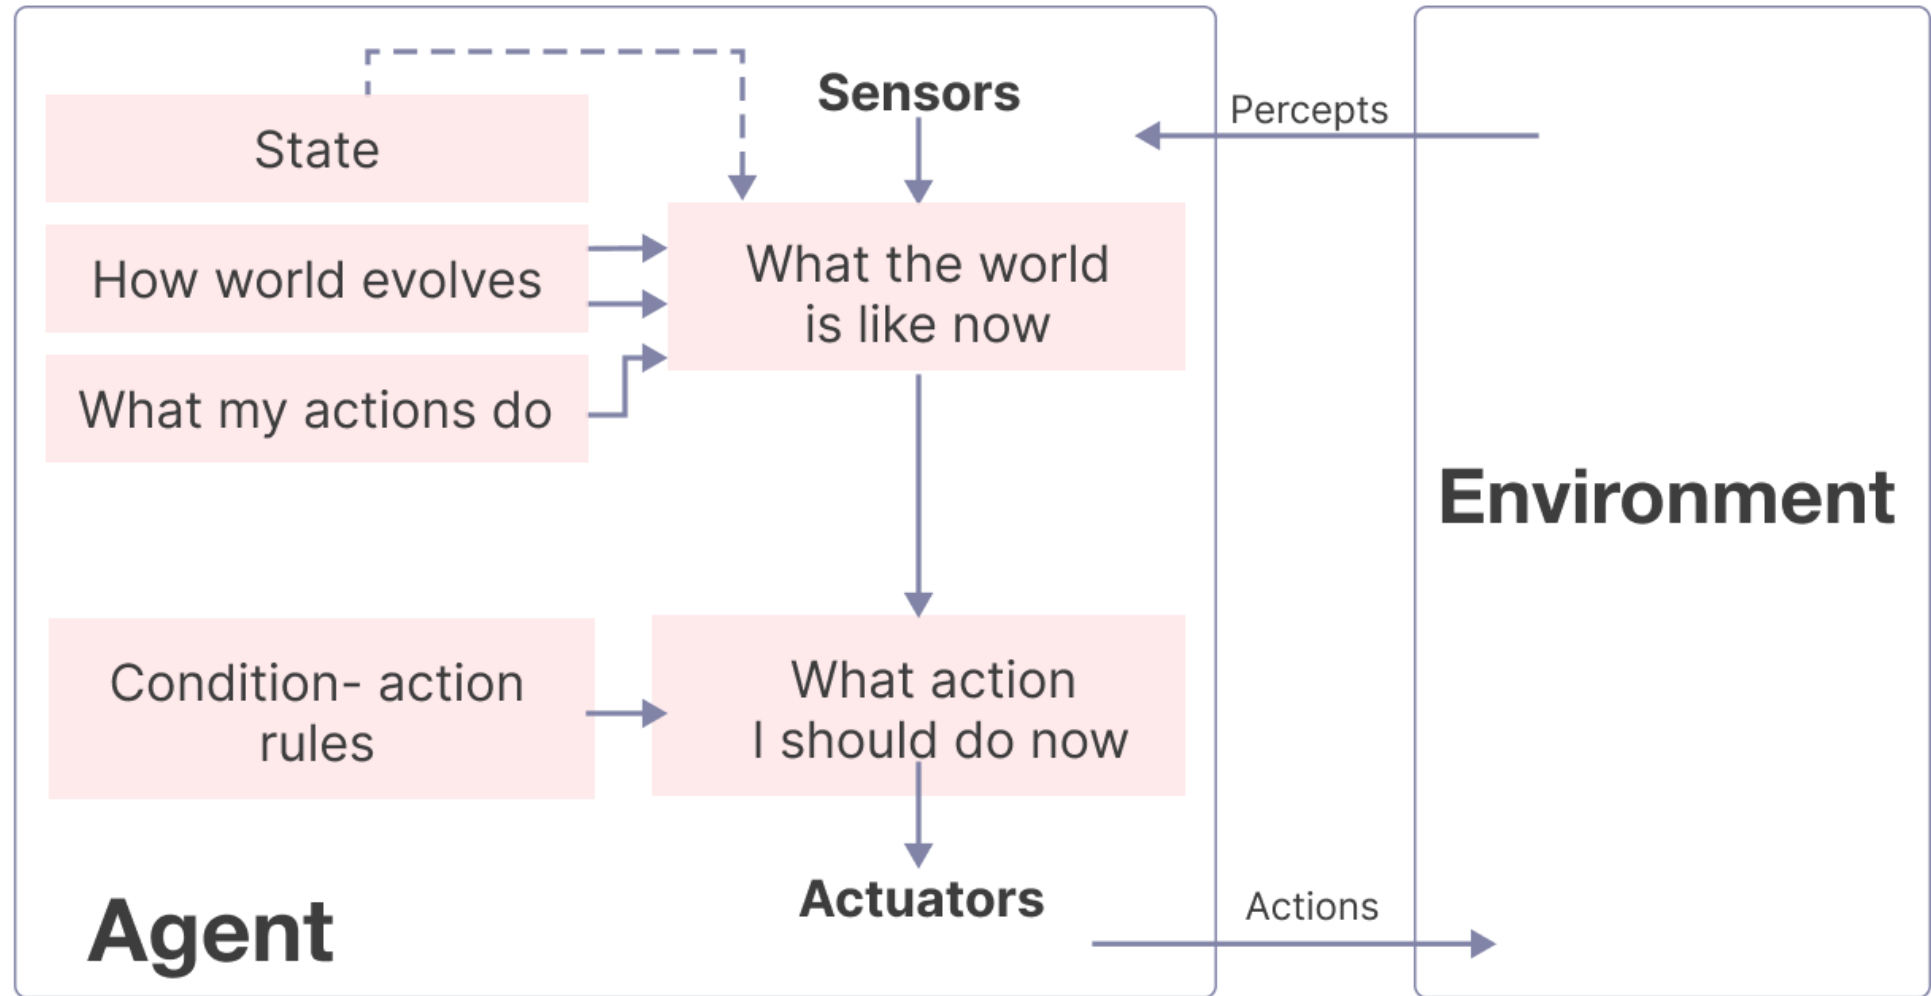 Sensors
Percepts
State
How world evolves
What the world
is like now
What my actions do
Environment
Condition- action
rules
What action
I should do now
Actuators
Actions
Agent